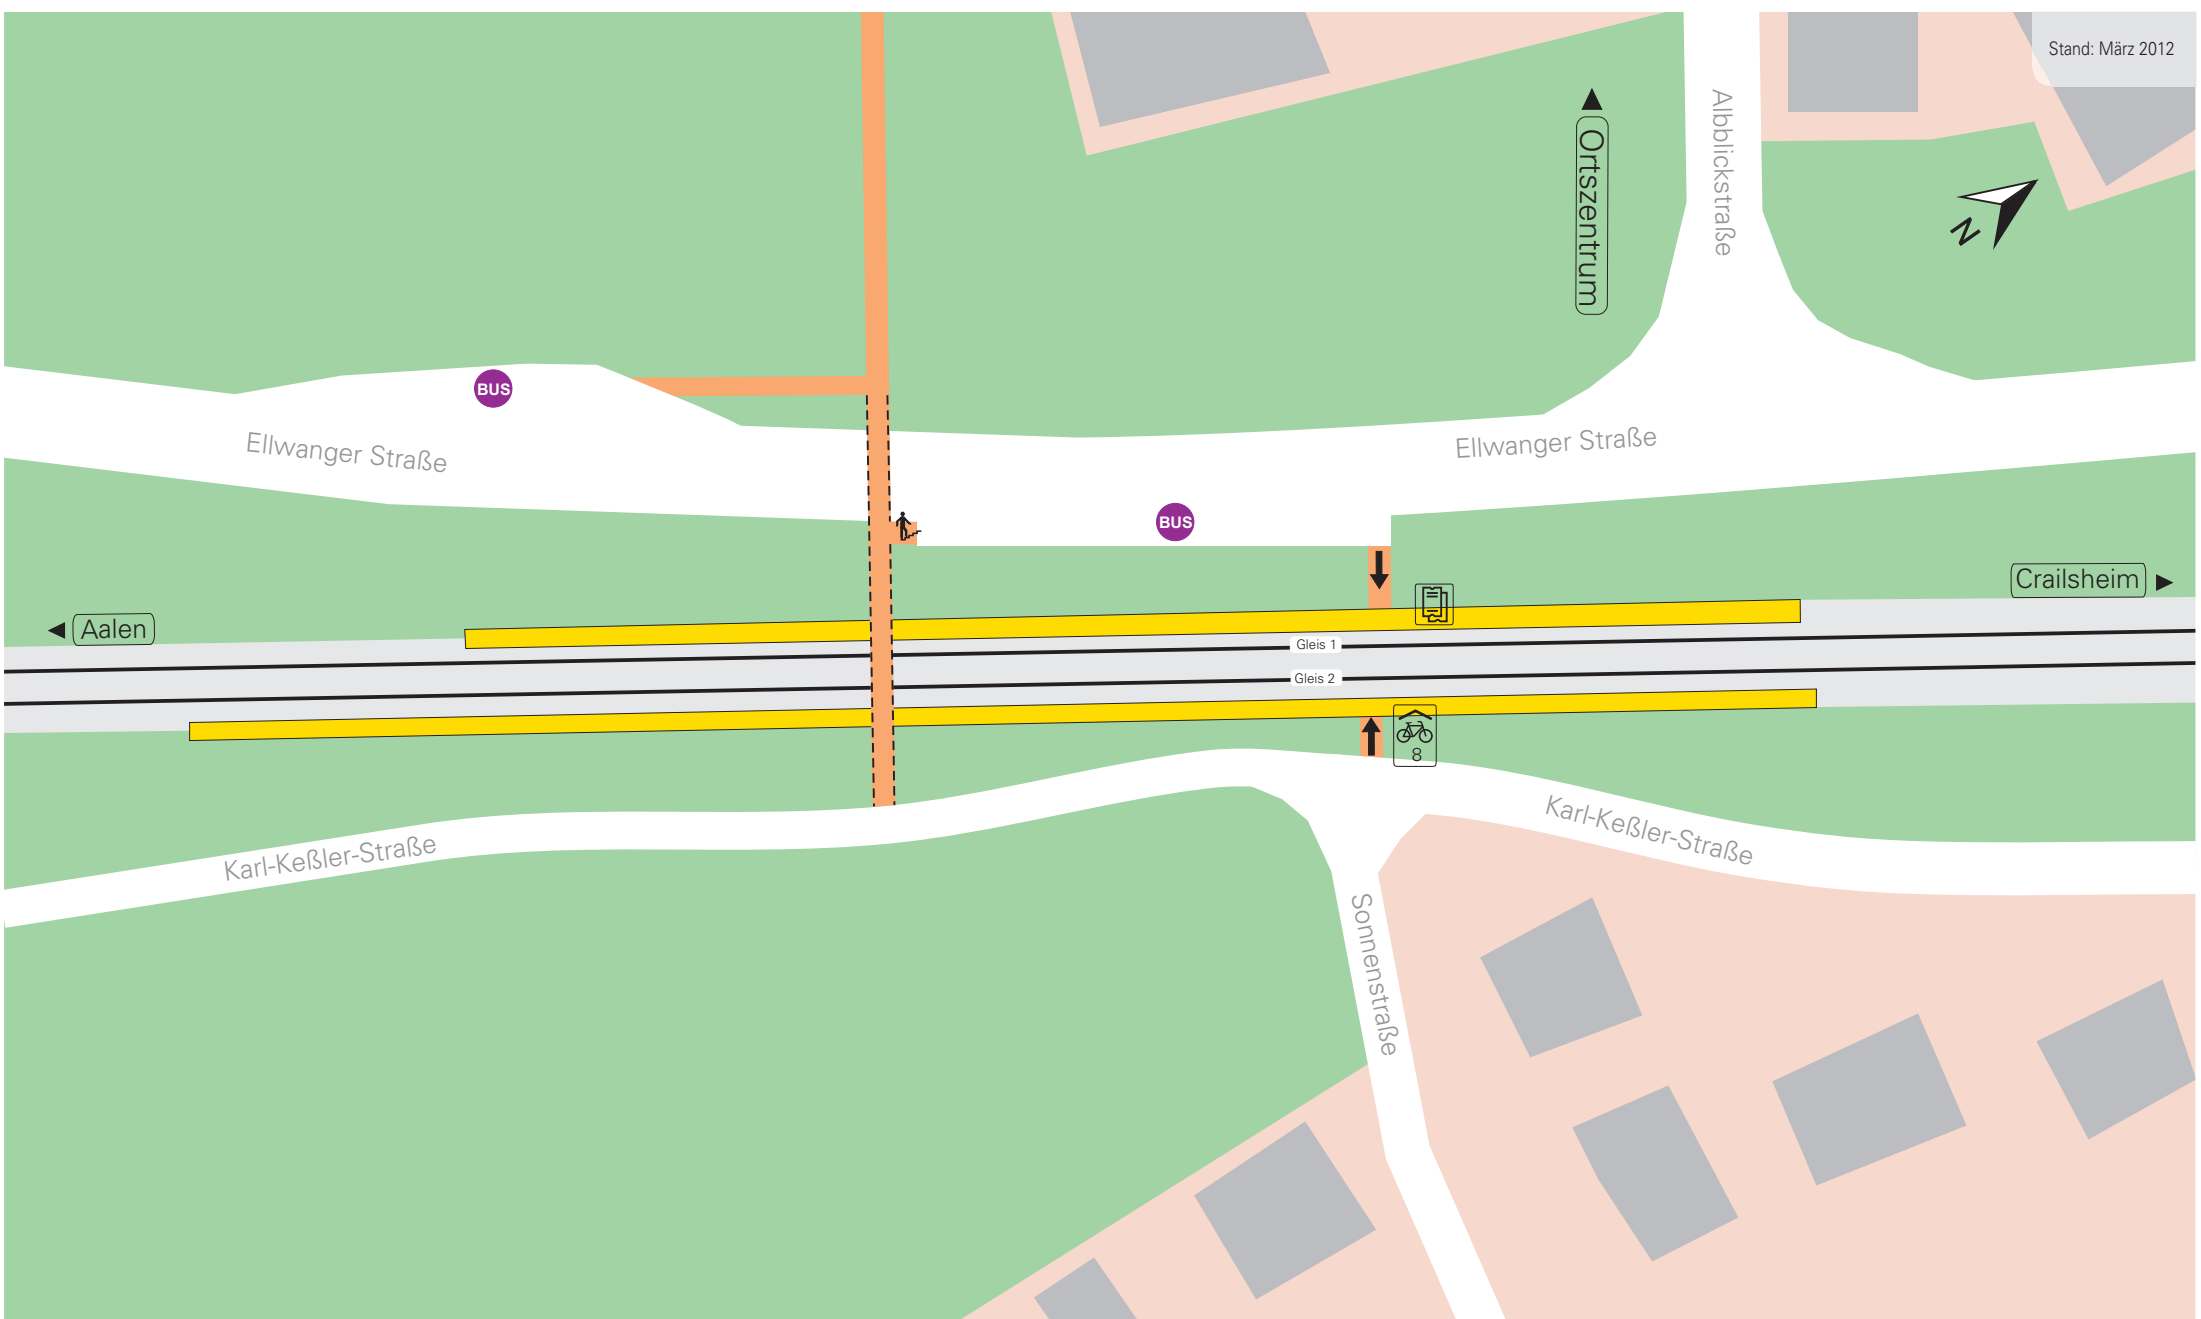 Stand: März 2012
Albblickstraße
Ortszentrum
N
BUS
Ellwanger Straße
Ellwanger Straße
BUS
Crailsheim
Aalen
Gleis 1
Gleis 2
8
Karl-Keßler-Straße
Karl-Keßler-Straße
Sonnenstraße